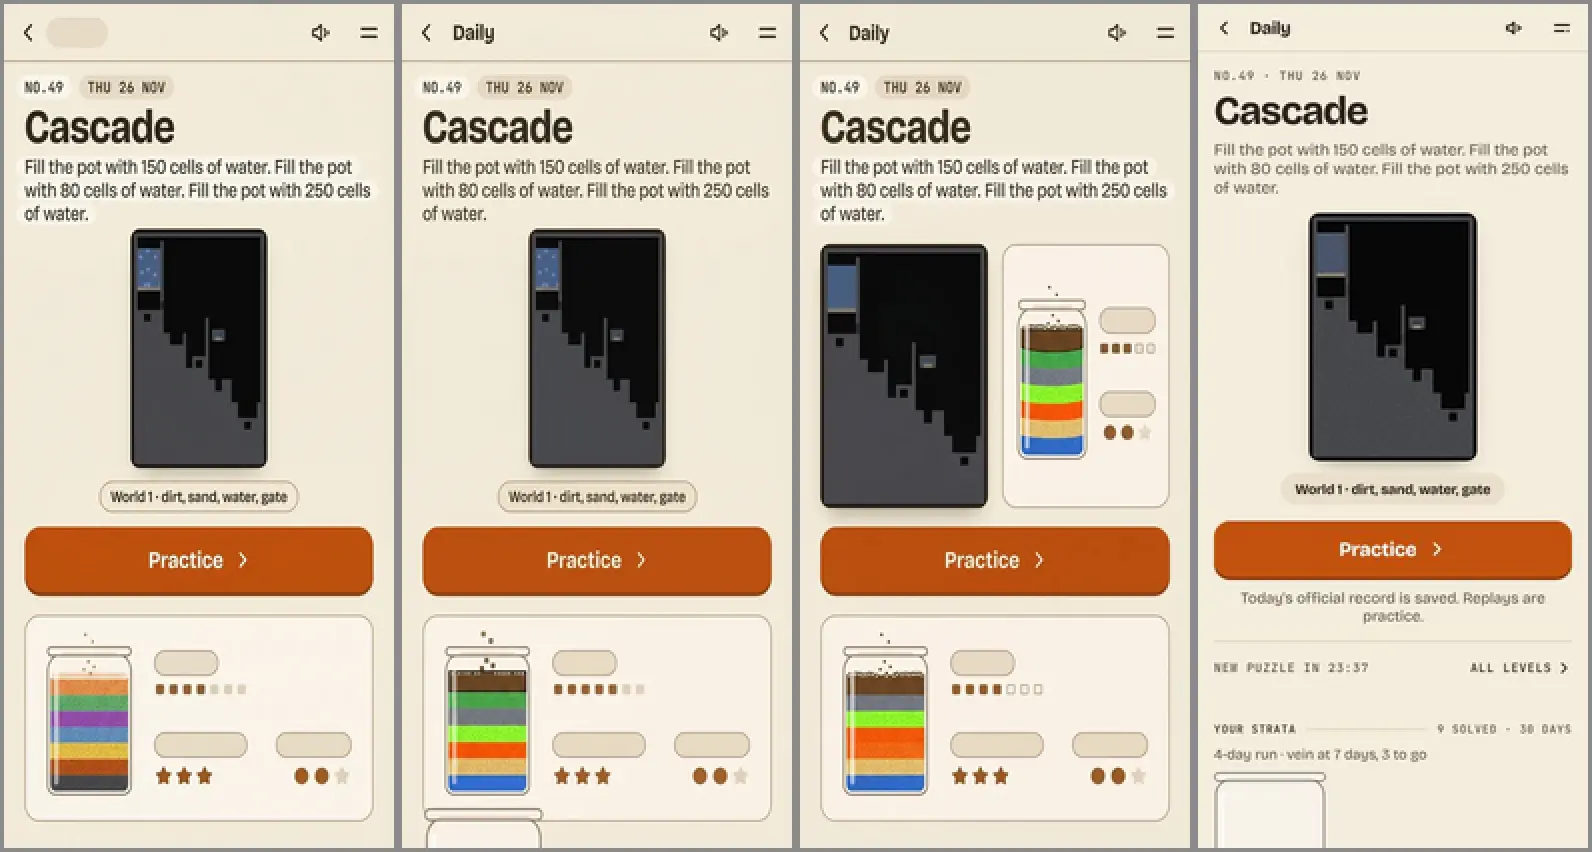 NO.49 THU 26 NOV
Cascade
Fill the pot with 150 cells of water. Fill the pot
with 80 cells of water. Fill the pot with 250 cells
of water.
World 1 · dirt, sand, water, gate
Practice
Daily
NO.49 THU 26 NOV
Cascade
Fill the pot with 150 cells of water. Fill the pot
with 80 cells of water. Fill the pot with 250 cells
of water.
World 1 · dirt, sand, water, gate
Practice
Daily
NO.49 THU 26 NOV
Cascade
Fill the pot with 150 cells of water. Fill the pot
with 80 cells of water. Fill the pot with 250 cells
of water.
Practice
Daily
NO.49 · THU 26 NOV
Cascade
Fill the pot with 150 cells of water. Fill the pot
with 80 cells of water. Fill the pot with 250 cells
of water.
World 1 · dirt, sand, water, gate
Practice
Today's official record is saved. Replays are
practice.
NEW PUZZLE IN 23:37 ALL LEVELS
YOUR STRATA 9 SOLVED · 30 DAYS
4-day run · vein at 7 days, 3 to go